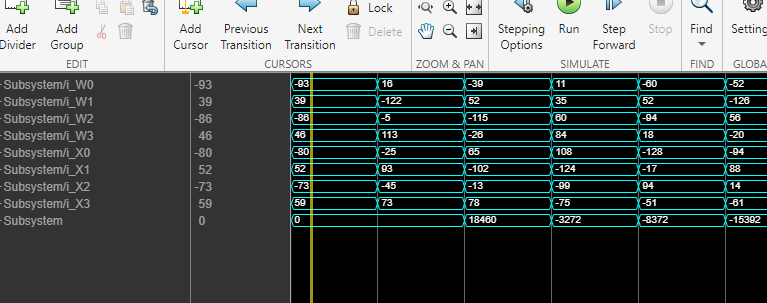 Lock
Add Divider
Add Group
Add Cursor
Previous Transition
Next Transition
Delete
Stepping Options
Run
Step Forward
Stop
Find
Setting
EDIT
CURSORS
ZOOM & PAN
SIMULATE
FIND
GLOBA
Subsystem/i_W0 -93 -93 16 -39 11 -60 -52
Subsystem/i_W1 39 39 -122 52 35 52 -126
Subsystem/i_W2 -86 -86 -5 -115 60 -94 56
Subsystem/i_W3 46 46 113 -26 84 18 -20
Subsystem/i_X0 -80 -80 -25 65 108 -128 -94
Subsystem/i_X1 52 52 93 -102 -124 -17 88
Subsystem/i_X2 -73 -73 -45 -13 -99 94 14
Subsystem/i_X3 59 59 73 78 -75 -51 -61
Subsystem 0 0 18460 -3272 -8372 -15392